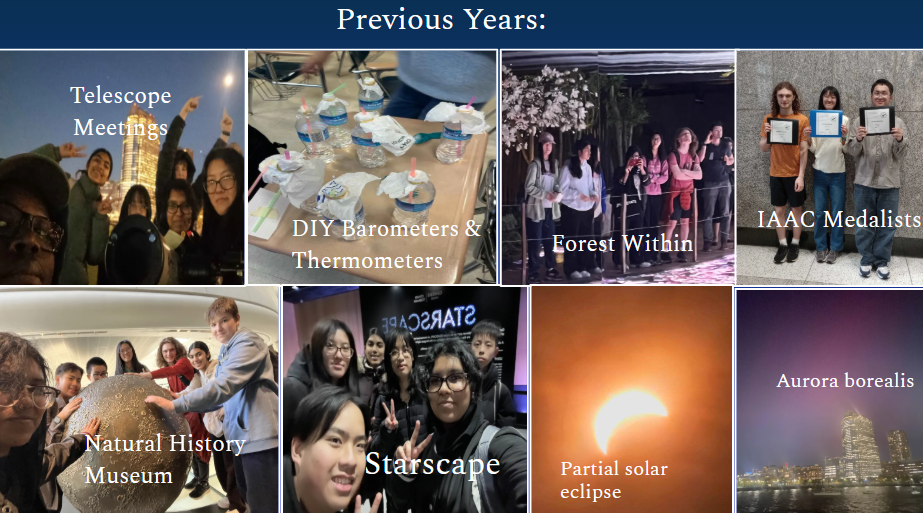 Previous Years:
Telescope
Meetings
DIY Barometers &
Thermometers
Forest Within
IAAC Medalists
Natural History
Museum
STARSCAPE
Starscape
Partial solar
eclipse
Aurora borealis